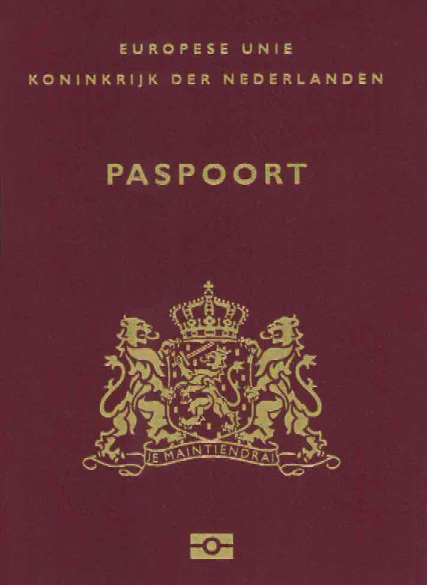 EUROPESE UNIE
KONINKRIJK DER NEDERLANDEN
PASPOORT
JE MAINTIENDRAI